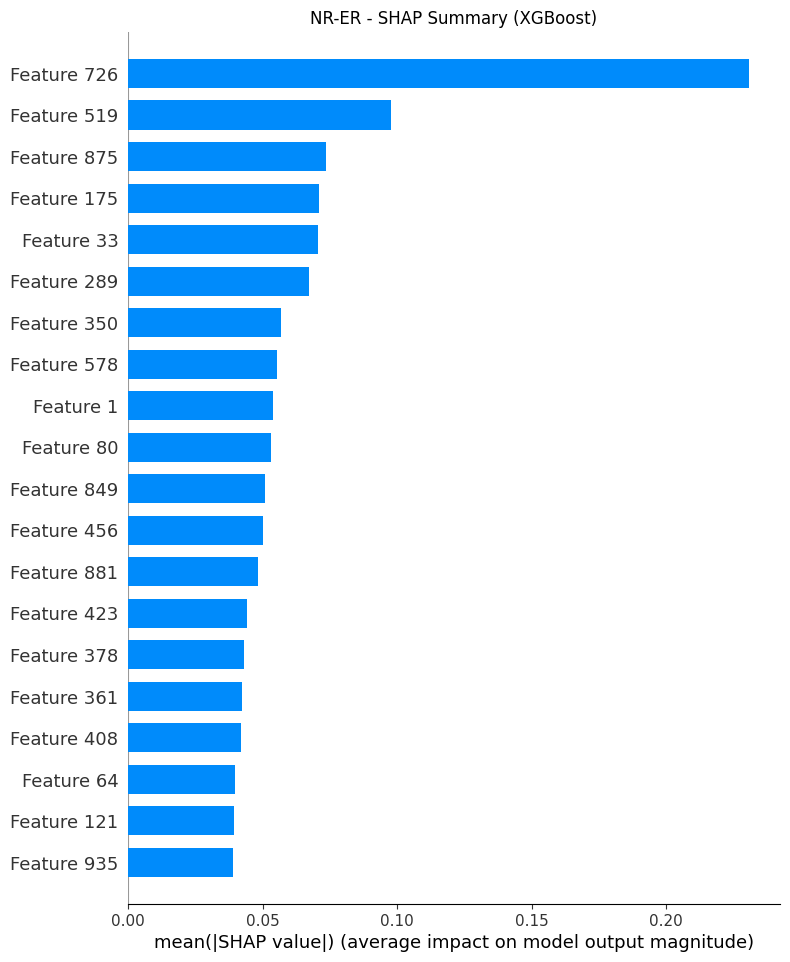 NR-ER - SHAP Summary (XGBoost)
Feature 726
Feature 519
Feature 875
Feature 175
Feature 33
Feature 289
Feature 350
Feature 578
Feature 1
Feature 80
Feature 849
Feature 456
Feature 881
Feature 423
Feature 378
Feature 361
Feature 408
Feature 64
Feature 121
Feature 935
0.00 0.05 0.10 0.15 0.20
mean(|SHAP value|) (average impact on model output magnitude)